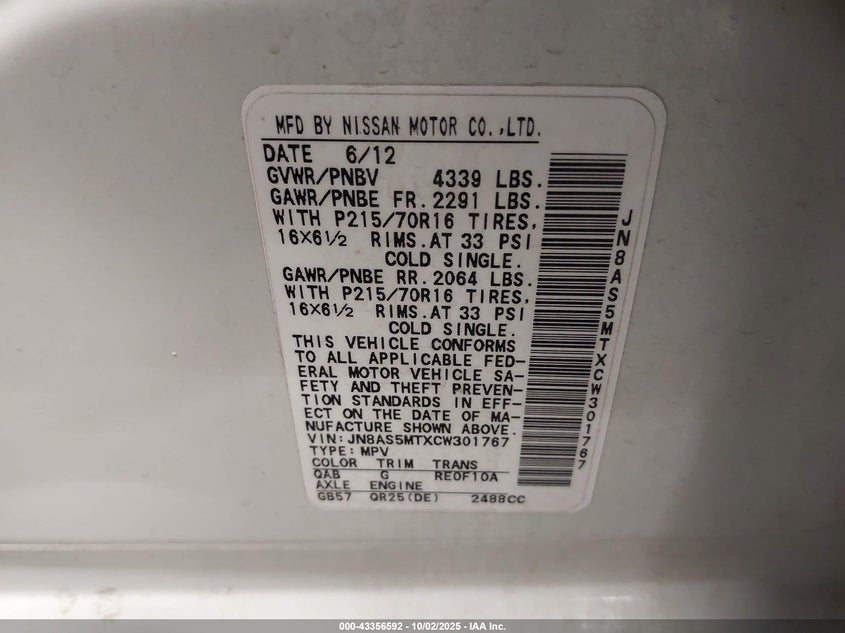 MFD BY NISSAN MOTOR CO.,LTD.
DATE 6/12
GVWR/PNBV 4339 LBS.
GAWR/PNBE FR.2291 LBS.
WITH P215/70R16 TIRES,
16X6½ RIMS.AT 33 PSI
COLD SINGLE.
GAWR/PNBE RR.2064 LBS.
WITH P215/70R16 TIRES,
16X6½ RIMS.AT 33 PSI
COLD SINGLE.
THIS VEHICLE CONFORMS
TO ALL APPLICABLE FED-
ERAL MOTOR VEHICLE SA-
FETY AND THEFT PREVEN-
TION STANDARDS IN EFF-
ECT ON THE DATE OF MA-
NUFACTURE SHOWN ABOVE.
VIN:JN8AS5MTXCW301767
TYPE:MPV
COLOR TRIM TRANS
QAB G RE0F10A
AXLE ENGINE
GB57 QR25(DE) 2488CC
JN8AS5MTXCW301767
000-43356592 - 10/02/2025 - IAA Inc.